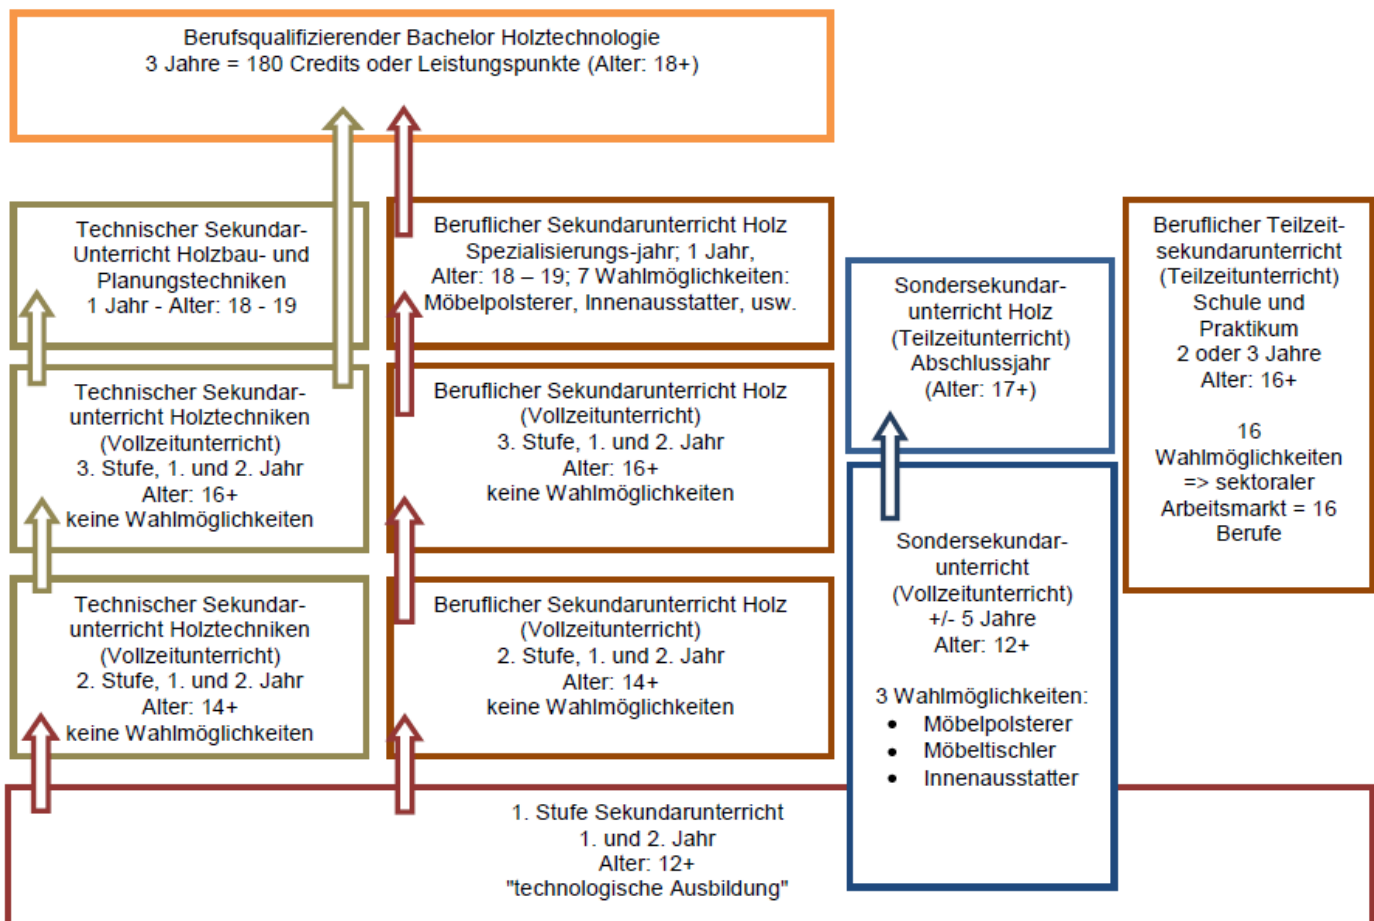 Berufsqualifizierender Bachelor Holztechnologie
3 Jahre = 180 Credits oder Leistungspunkte (Alter: 18+)
Technischer Sekundar-
Unterricht Holzbau- und
Planungstechniken
1 Jahr - Alter: 18 - 19
Beruflicher Sekundarunterricht Holz
Spezialisierungs-jahr; 1 Jahr,
Alter: 18 – 19; 7 Wahlmöglichkeiten:
Möbelpolsterer, Innenausstatter, usw.
Sondersekundar-
unterricht Holz
(Teilzeitunterricht)
Abschlussjahr
(Alter: 17+)
Beruflicher Teilzeit-
sekundarunterricht
(Teilzeitunterricht)
Schule und
Praktikum
2 oder 3 Jahre
Alter: 16+
16
Wahlmöglichkeiten
=> sektoraler
Arbeitsmarkt = 16
Berufe
Technischer Sekundar-
unterricht Holztechniken
(Vollzeitunterricht)
3. Stufe, 1. und 2. Jahr
Alter: 16+
keine Wahlmöglichkeiten
Beruflicher Sekundarunterricht Holz
(Vollzeitunterricht)
3. Stufe, 1. und 2. Jahr
Alter: 16+
keine Wahlmöglichkeiten
Sondersekundar-
unterricht
(Vollzeitunterricht)
+/- 5 Jahre
Alter: 12+
3 Wahlmöglichkeiten:
• Möbelpolsterer
• Möbeltischler
• Innenausstatter
Technischer Sekundar-
unterricht Holztechniken
(Vollzeitunterricht)
2. Stufe, 1. und 2. Jahr
Alter: 14+
keine Wahlmöglichkeiten
Beruflicher Sekundarunterricht Holz
(Vollzeitunterricht)
2. Stufe, 1. und 2. Jahr
Alter: 14+
keine Wahlmöglichkeiten
1. Stufe Sekundarunterricht
1. und 2. Jahr
Alter: 12+
"technologische Ausbildung"